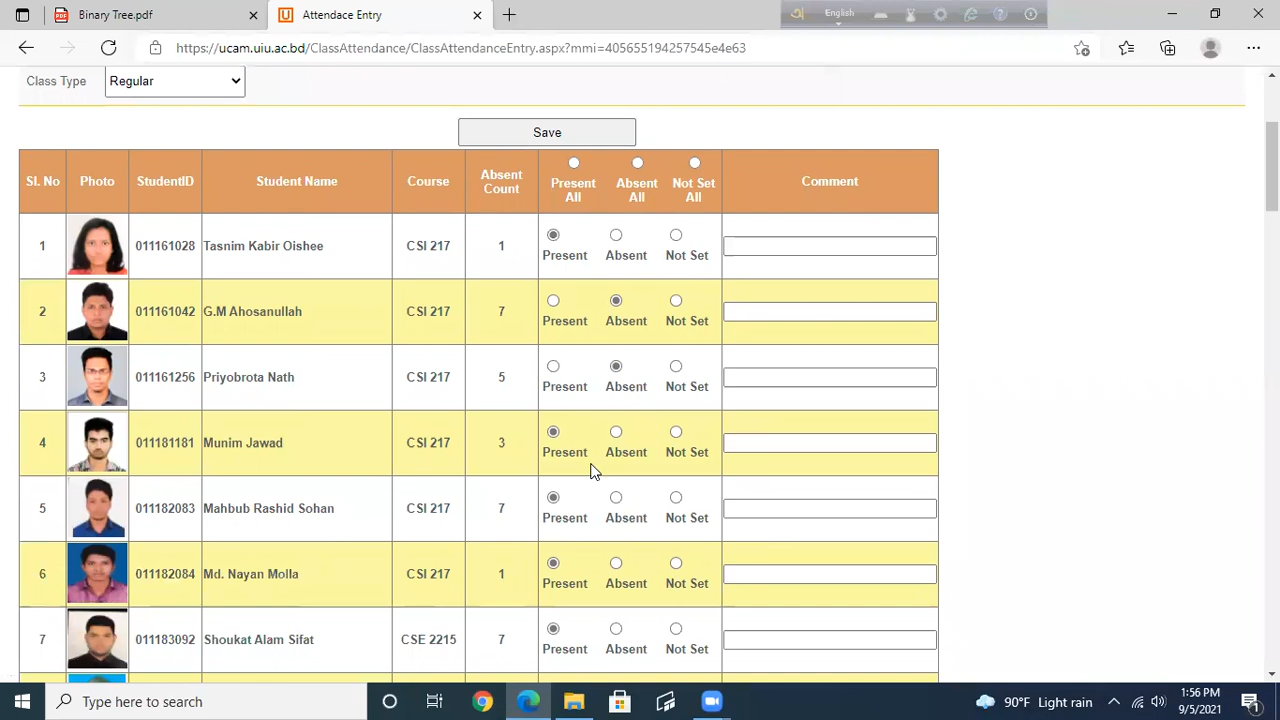 Binary Tree.pdf
Attendace Entry
English
https://ucam.uiu.ac.bd/ClassAttendance/ClassAttendanceEntry.aspx?mmi=405655194257545e4e63
Class Type Regular
Save
Sl. No Photo StudentID Student Name Course Absent Count Present All Absent All Not Set All Comment
1 011161028 Tasnim Kabir Oishee CSI 217 1 Present Absent Not Set
2 011161042 G.M Ahosanullah CSI 217 7 Present Absent Not Set
3 011161256 Priyobrota Nath CSI 217 5 Present Absent Not Set
4 011181181 Munim Jawad CSI 217 3 Present Absent Not Set
5 011182083 Mahbub Rashid Sohan CSI 217 7 Present Absent Not Set
6 011182084 Md. Nayan Molla CSI 217 1 Present Absent Not Set
7 011183092 Shoukat Alam Sifat CSE 2215 7 Present Absent Not Set
Type here to search
90°F Light rain
1:56 PM
9/5/2021
1